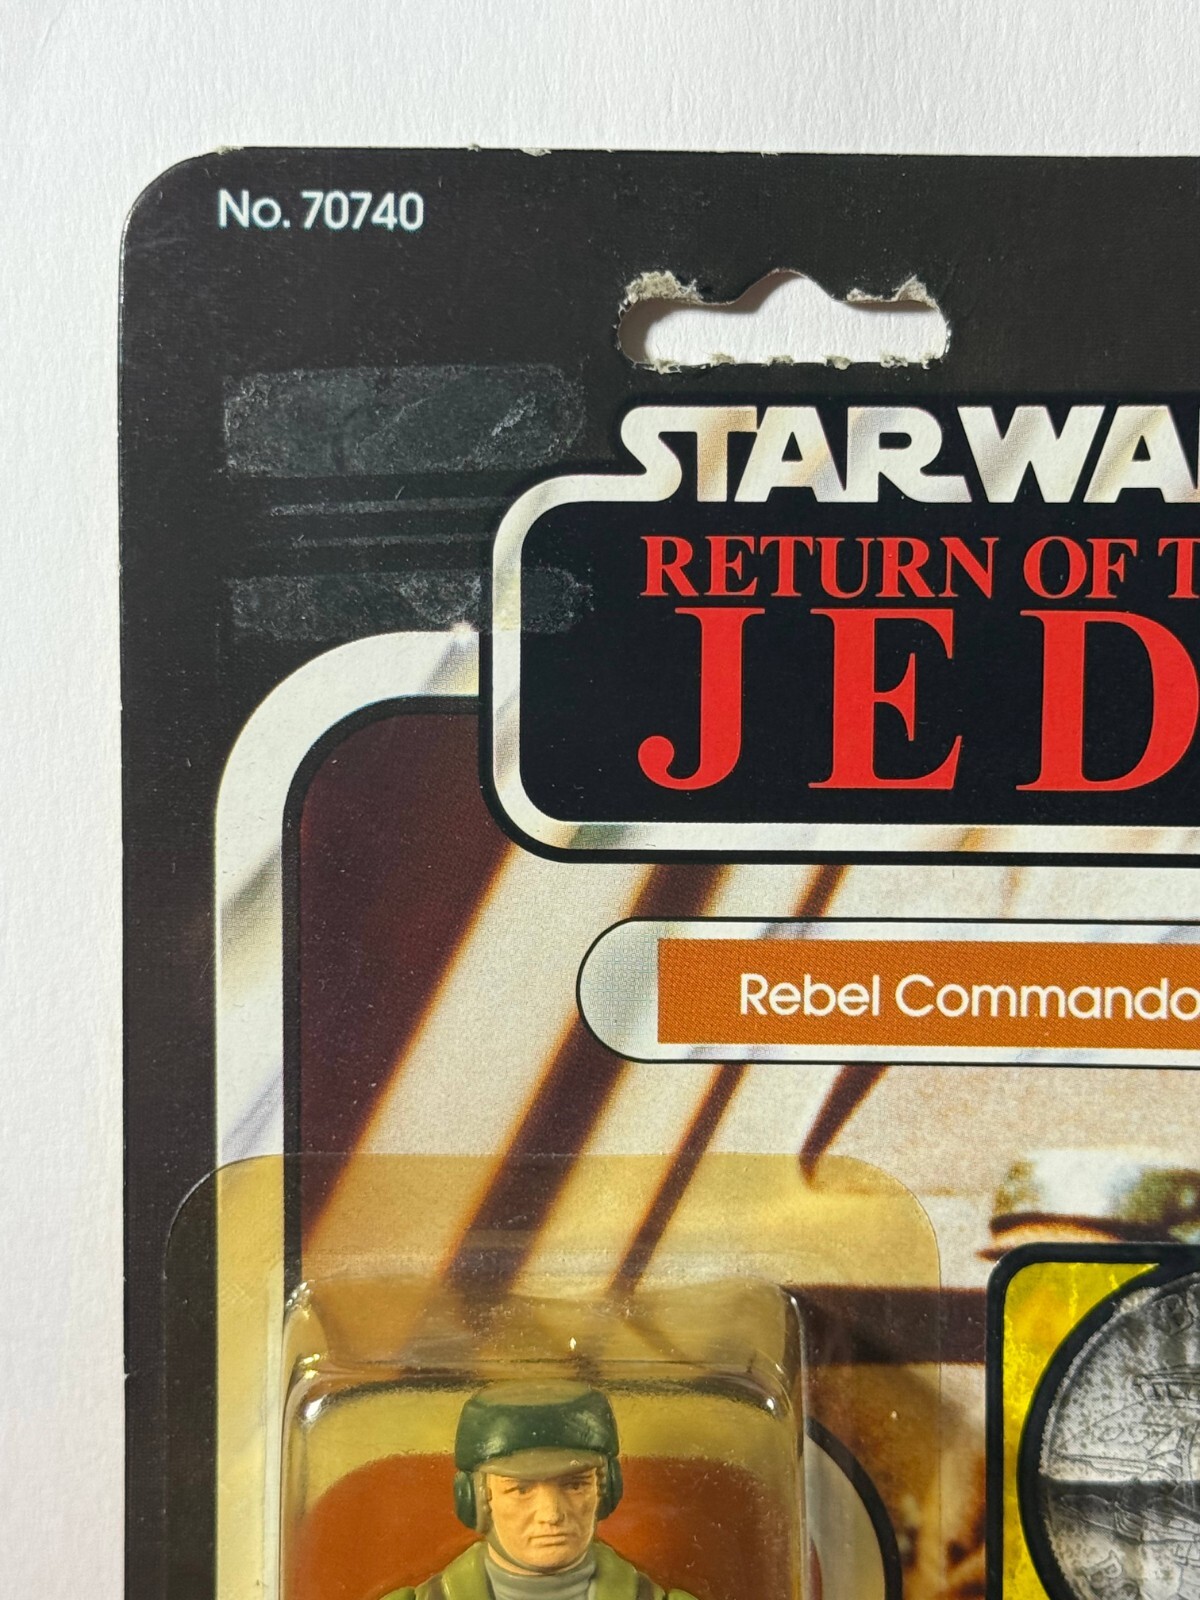 No. 70740
STAR WA
RETURN OF T
JED
Rebel Commando